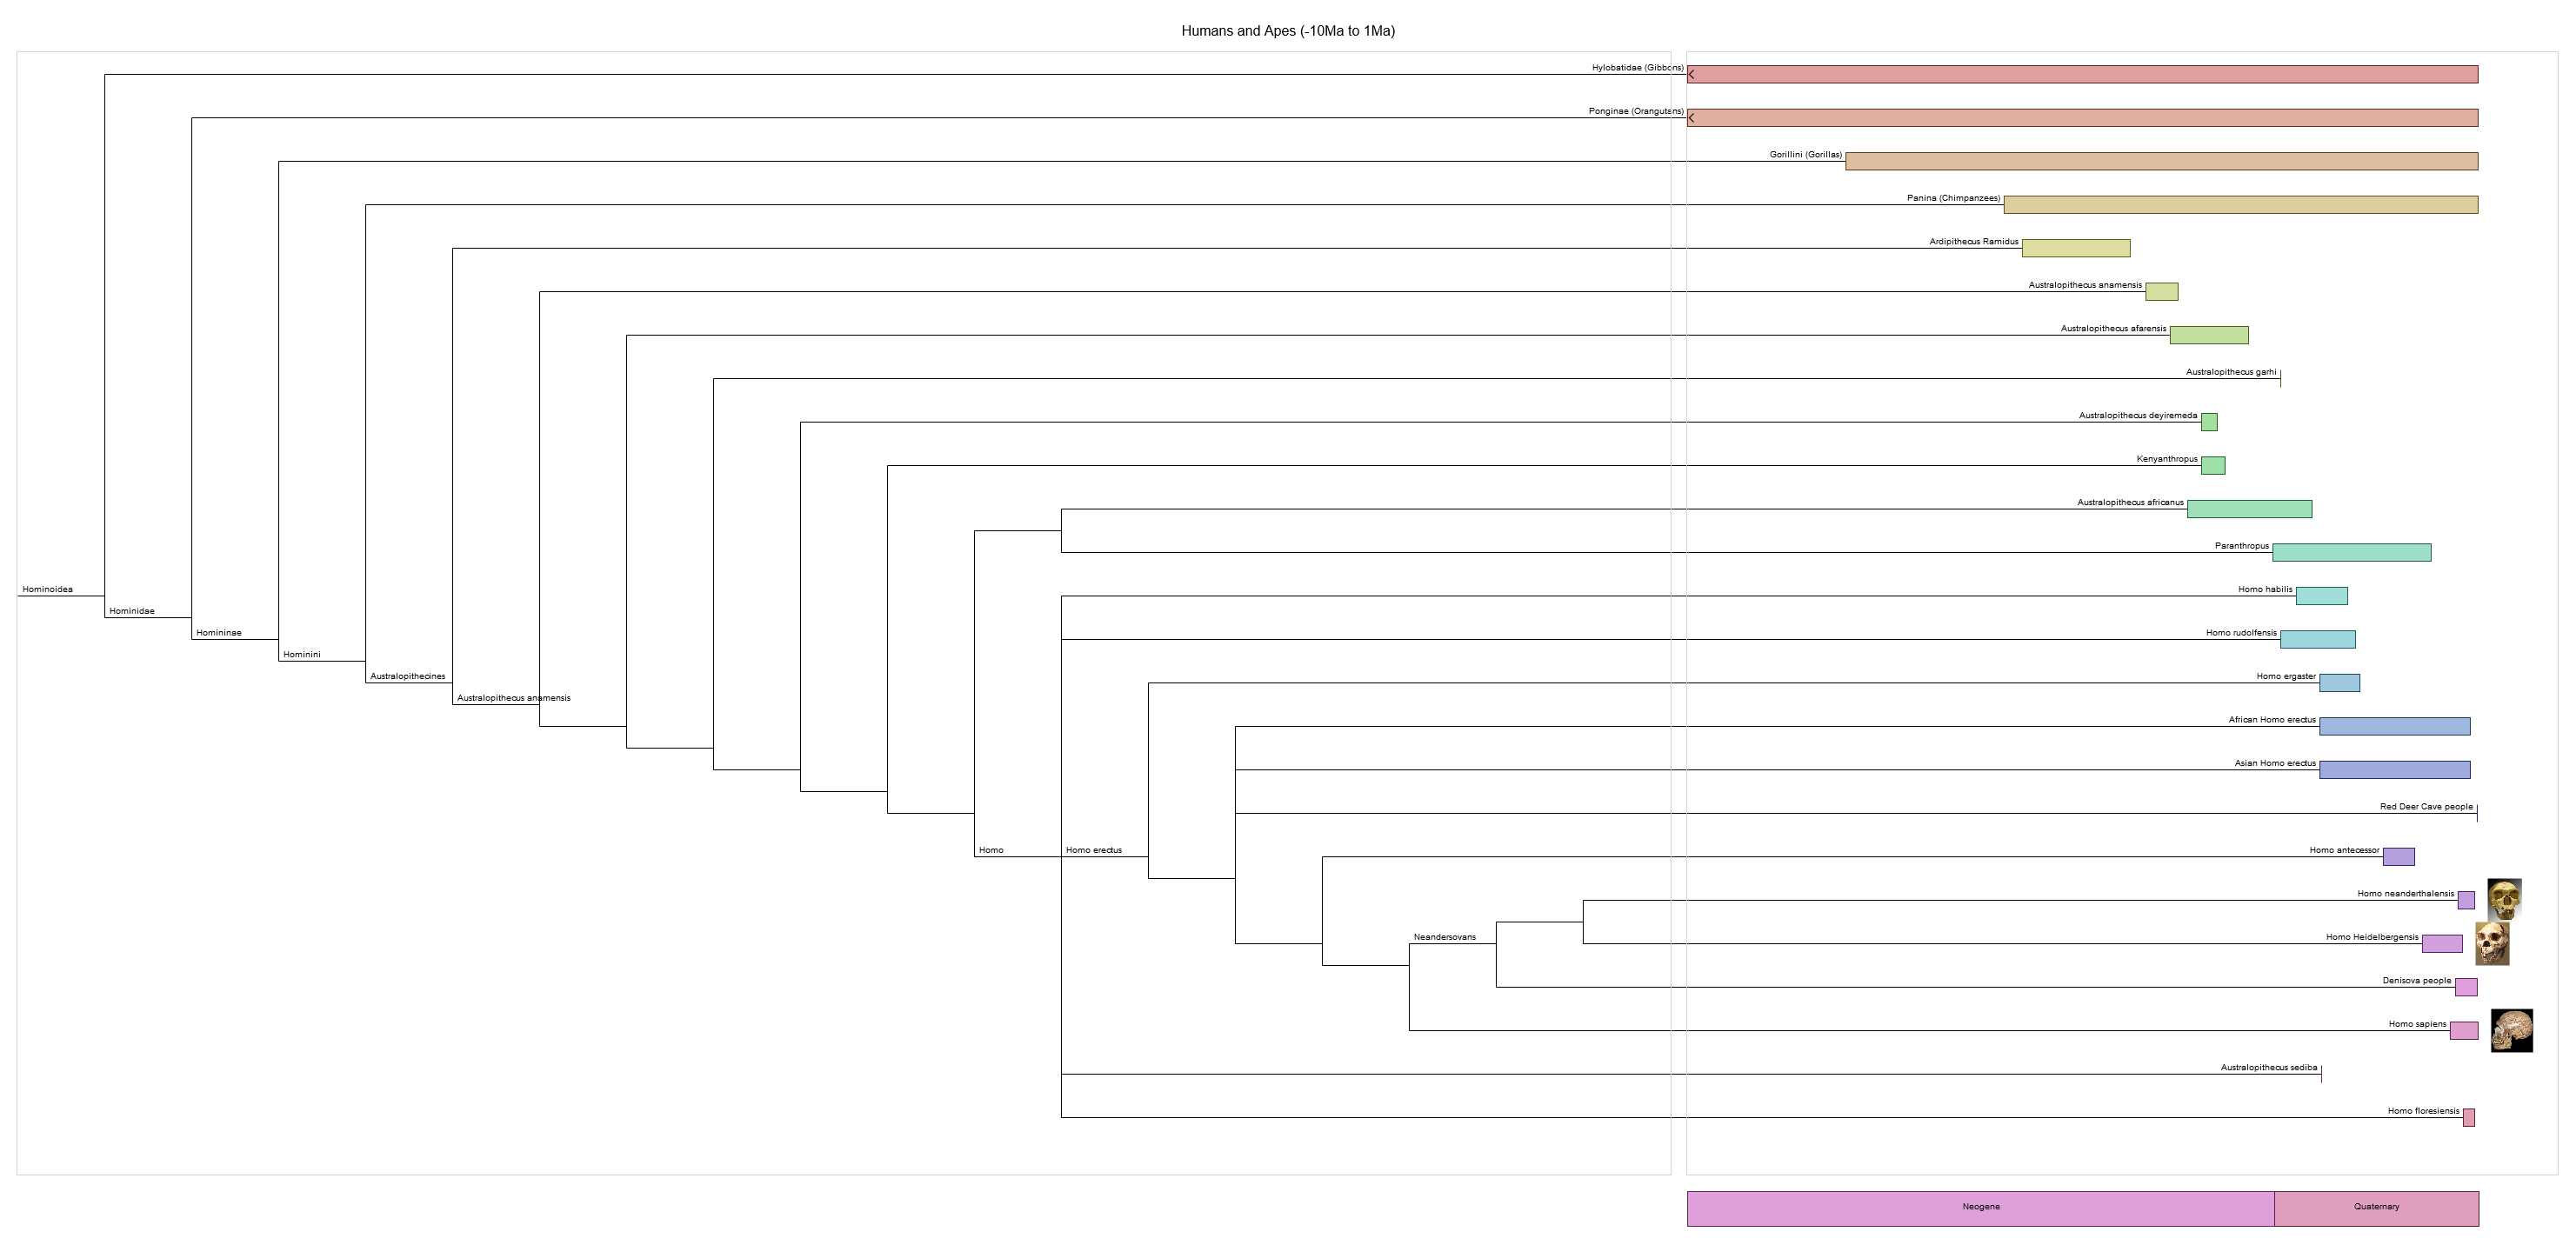 Humans and Apes (-10Ma to 1Ma)
Hylobatidae (Gibbons)
Ponginae (Orangutans)
Gorillini (Gorillas)
Panina (Chimpanzees)
Ardipithecus Ramidus
Australopithecus anamensis
Australopithecus afarensis
Australopithecus garhi
Australopithecus deyiremeda
Kenyanthropus
Australopithecus africanus
Paranthropus
Hominoidea
Homo habilis
Hominidae
Homininae
Homo rudolfensis
Hominini
Australopithecines
Homo ergaster
Australopithecus anamensis
African Homo erectus
Asian Homo erectus
Red Deer Cave people
Homo
Homo erectus
Homo antecessor
Homo neanderthalensis
Neandersovans
Homo Heidelbergensis
Denisova people
Homo sapiens
Australopithecus sediba
Homo floresiensis
Neogene
Quaternary